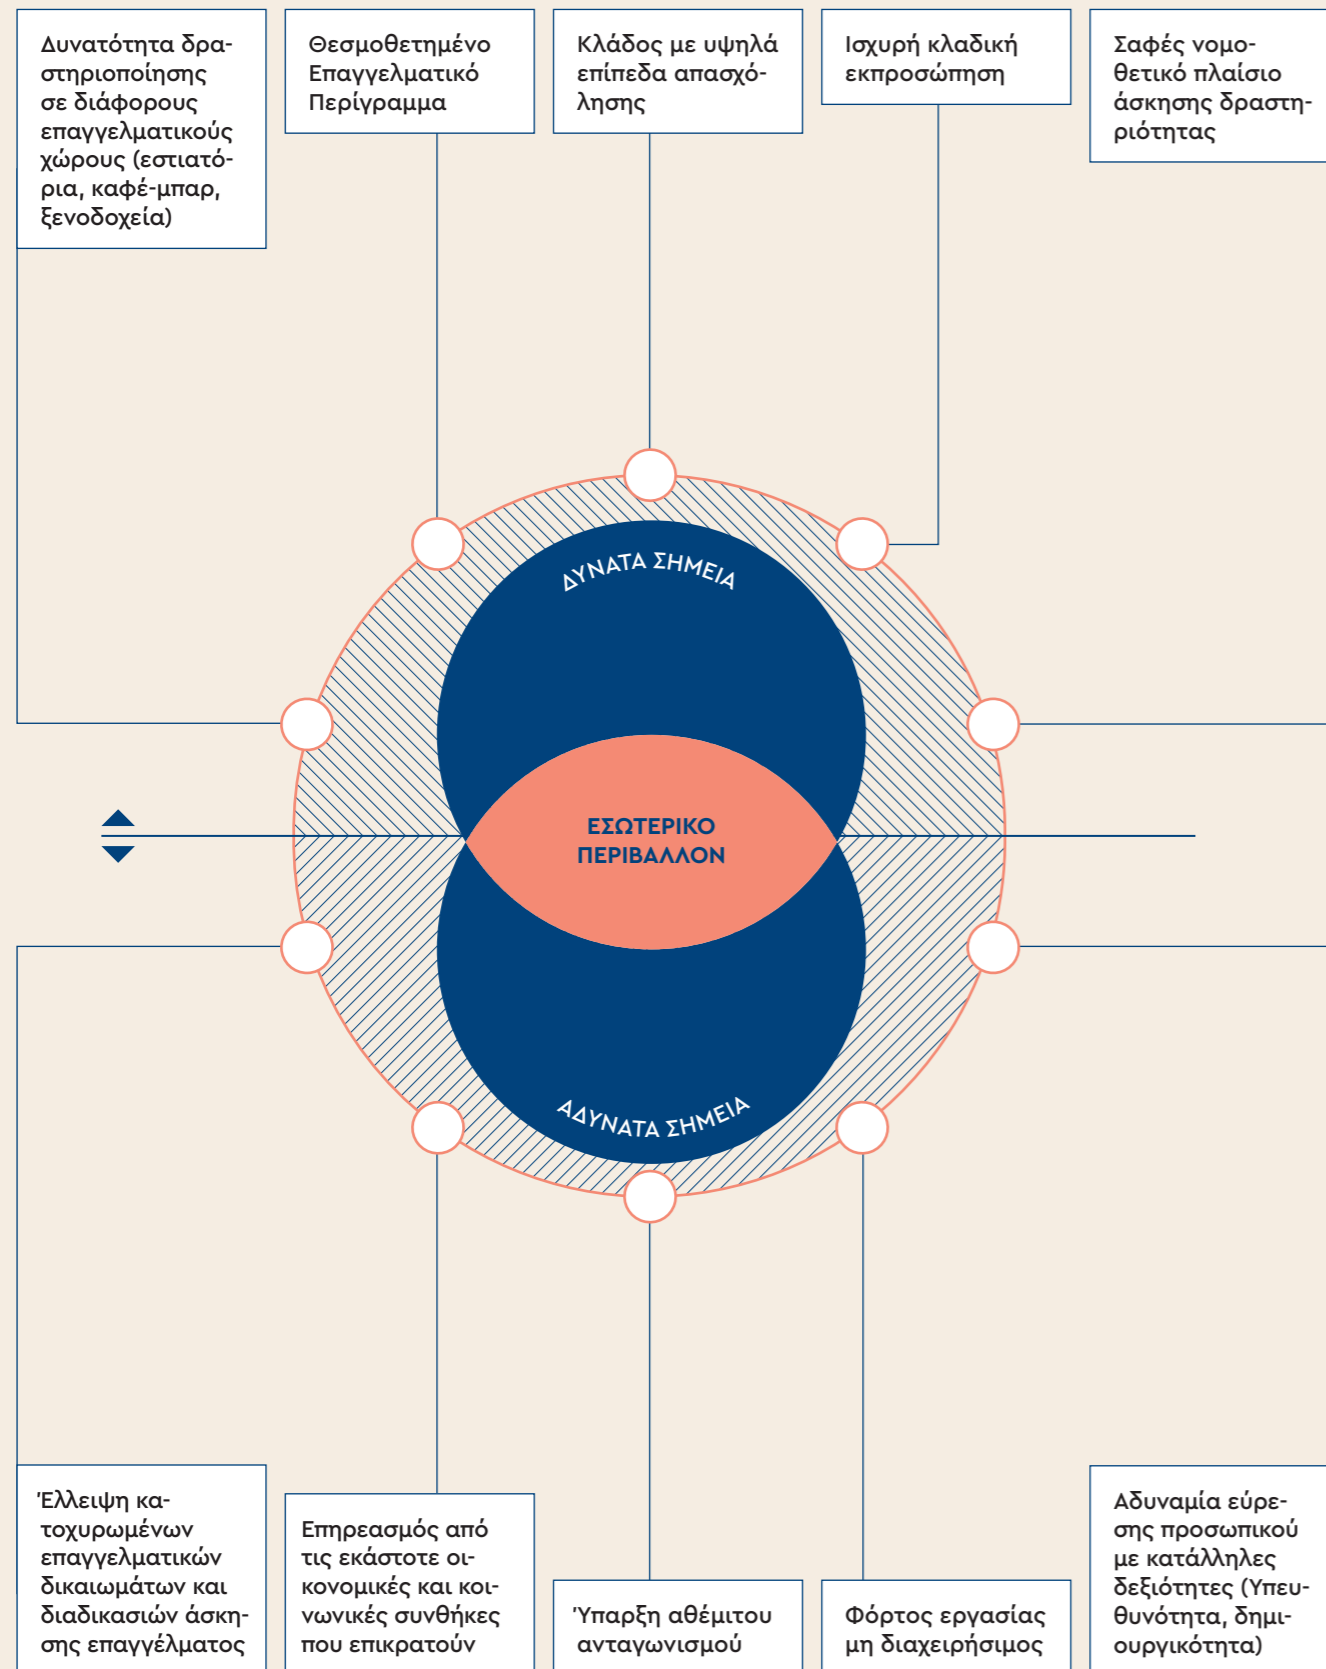 Δυνατότητα δρα-
στηριοποίησης
σε διάφορους
επαγγελματικούς
χώρους (εστιατό-
ρια, καφέ-μπαρ,
ξενοδοχεία)
Θεσμοθετημένο
Επαγγελματικό
Περίγραμμα
Κλάδος με υψηλά
επίπεδα απασχό-
λησης
Ισχυρή κλαδική
εκπροσώπηση
Σαφές νομο-
θετικό πλαίσιο
άσκησης δραστη-
ριότητας
ΔΥΝΑΤΑ ΣΗΜΕΙΑ
ΕΣΩΤΕΡΙΚΟ
ΠΕΡΙΒΑΛΛΟΝ
ΑΔΥΝΑΤΑ ΣΗΜΕΙΑ
Έλλειψη κα-
τοχυρωμένων
επαγγελματικών
δικαιωμάτων και
διαδικασιών άσκη-
σης επαγγέλματος
Επηρεασμός από
τις εκάστοτε οι-
κονομικές και κοι-
νωνικές συνθήκες
που επικρατούν
Ύπαρξη αθέμιτου
ανταγωνισμού
Φόρτος εργασίας
μη διαχειρήσιμος
Αδυναμία εύρε-
σης προσωπικού
με κατάλληλες
δεξιότητες (Υπευ-
θυνότητα, δημι-
ουργικότητα)